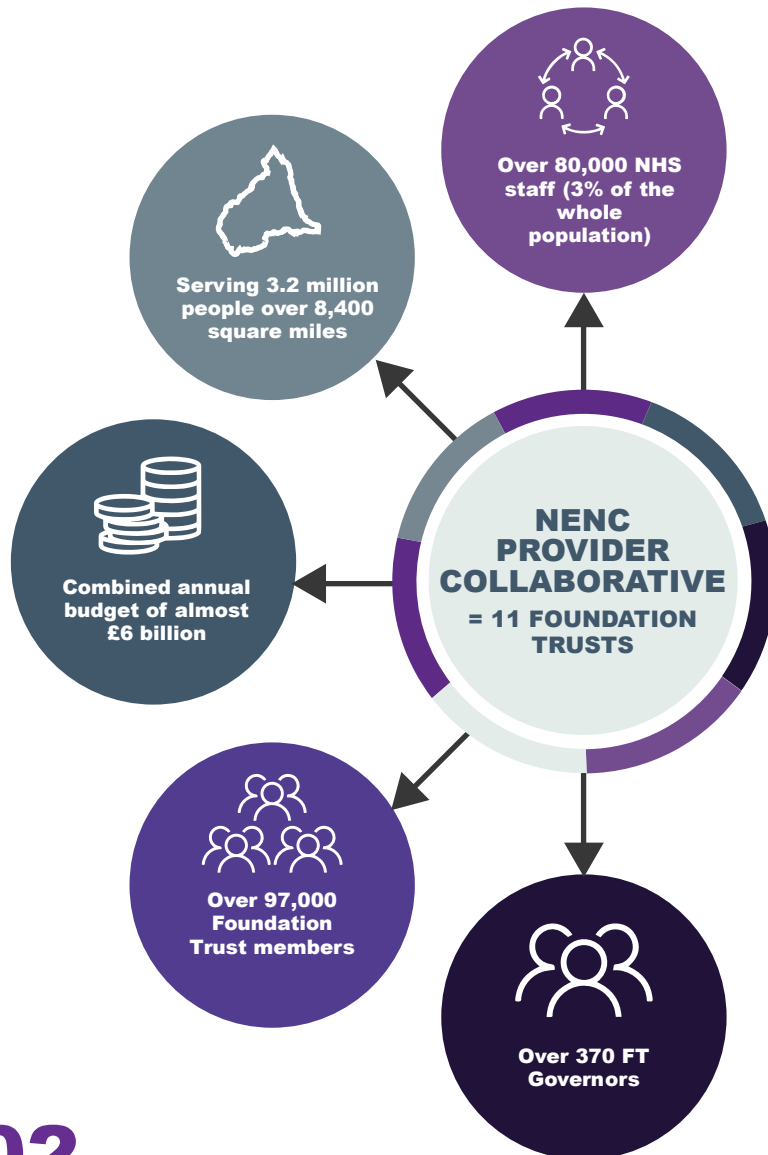 Over 80,000 NHS
staff (3% of the
whole
population)
Serving 3.2 million
people over 8,400
square miles
Combined annual
budget of almost
£6 billion
NENC
PROVIDER
COLLABORATIVE
= 11 FOUNDATION
TRUSTS
Over 97,000
Foundation
Trust members
Over 370 FT
Governors